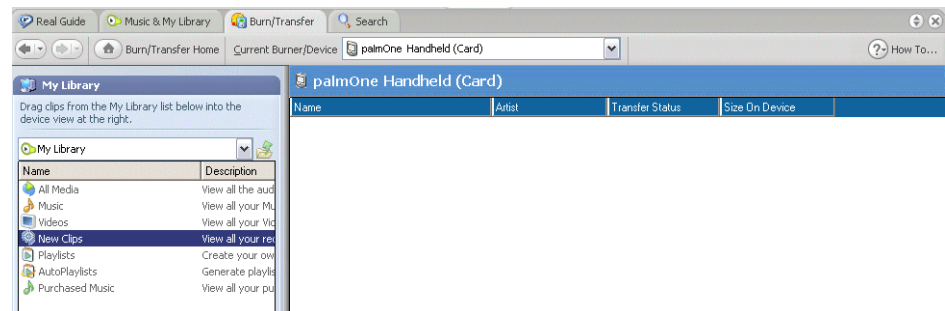 Real Guide Music & My Library Burn/Transfer Search
Burn/Transfer Home Current Burner/Device palmOne Handheld (Card) How To...
My Library
Drag clips from the My Library list below into the
device view at the right.
My Library
Name Description
All Media View all the aud
Music View all your Mu
Videos View all your Vid
New Clips View all your rec
Playlists Create your ow
AutoPlaylists Generate playlis
Purchased Music View all your pu
palmOne Handheld (Card)
Name Artist Transfer Status Size On Device